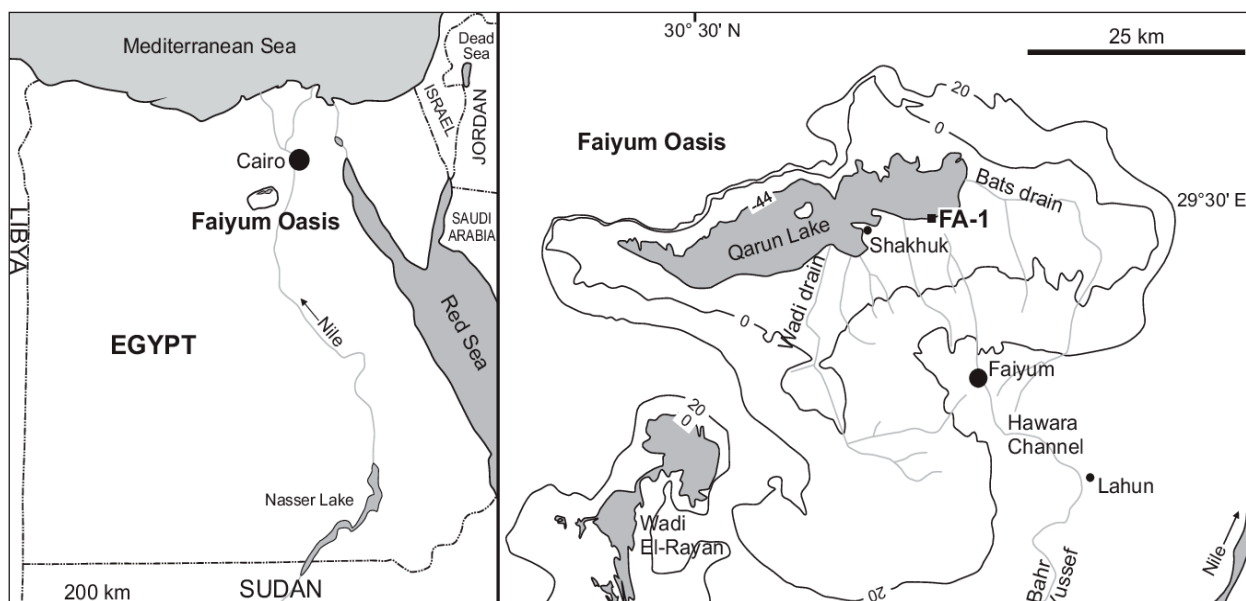 Mediterranean Sea
Dead
Sea
ISRAEL
JORDAN
Cairo
Faiyum Oasis
SAUDI
ARABIA
LIBYA
Nile
Red Sea
EGYPT
Nasser Lake
200 km
SUDAN
30° 30' N
25 km
20
0
Faiyum Oasis
-44
Bats drain
29°30' E
FA-1
Qarun Lake
Shakhuk
Wadi drain
0
Faiyum
20
0
Hawara
Channel
Lahun
Wadi
El-Rayan
20
Bahr
Yussef
Nile